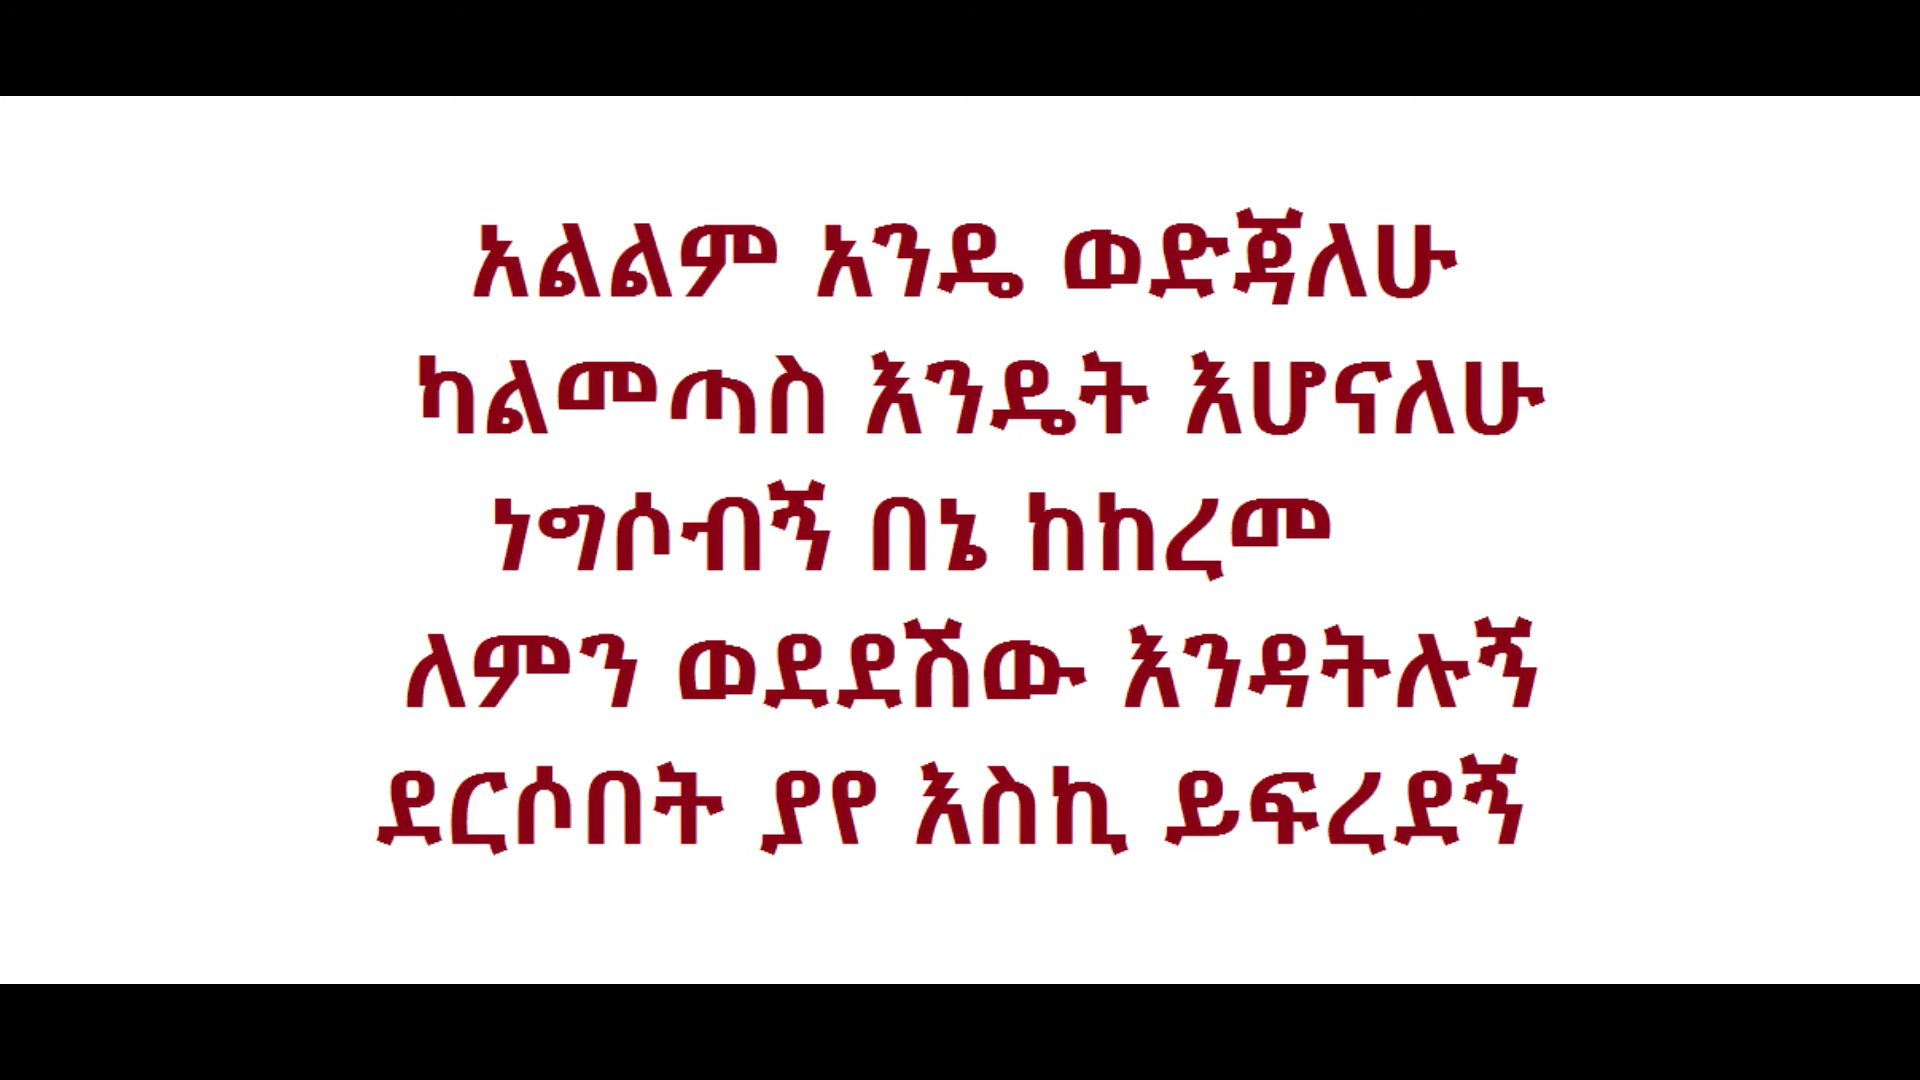 አልልም አንዴ ወድጃለሁ
ካልመጣስ እንዴት እሆናለሁ
ነግሶብኝ በኔ ከከረመ
ለምን ወደደሽው እንዳትሉኝ
ደርሶበት ያየ እስኪ ይፍረደኝ